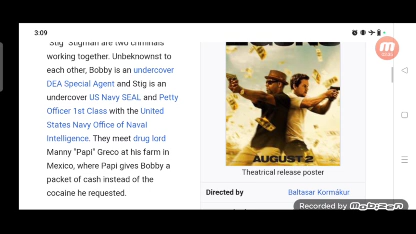 3:09
"Stig" Stigman are two criminals
working together. Unbeknownst to
each other, Bobby is an undercover
DEA Special Agent and Stig is an
undercover US Navy SEAL and Petty
Officer 1st Class with the United
States Navy Office of Naval
Intelligence. They meet drug lord
Manny "Papi" Greco at his farm in
Mexico, where Papi gives Bobby a
packet of cash instead of the
cocaine he requested.
AUGUST 2
Theatrical release poster
Directed by Baltasar Kormákur
Recorded by Mobizen